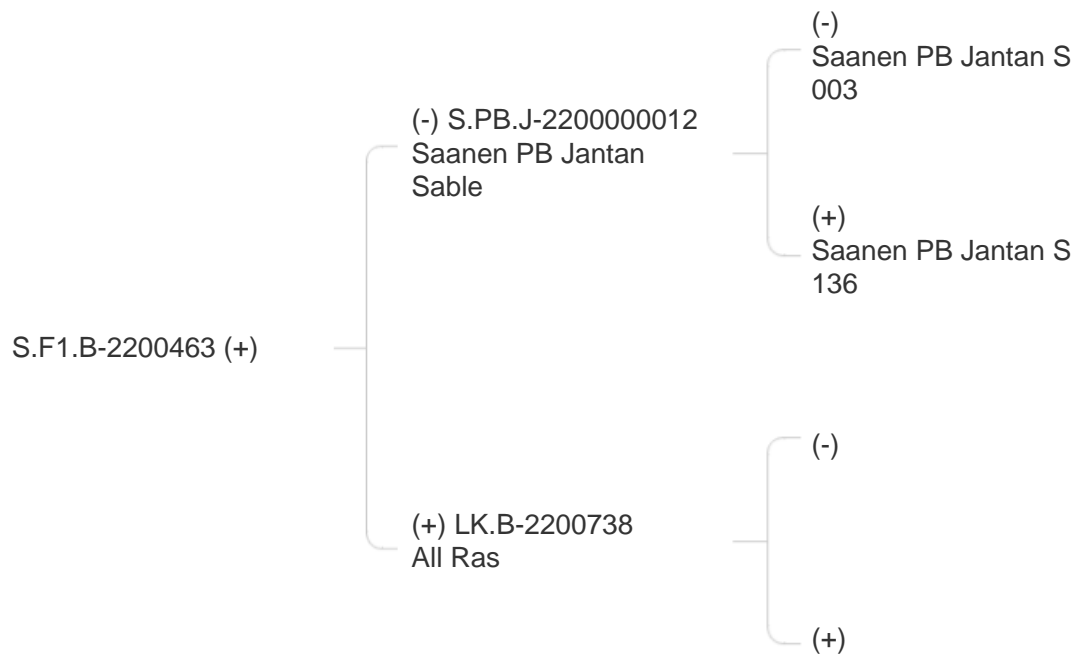 (-)
Saanen PB Jantan S
003
(-) S.PB.J-2200000012
Saanen PB Jantan
Sable
(+)
Saanen PB Jantan S
136
S.F1.B-2200463 (+)
(-)
(+) LK.B-2200738
All Ras
(+)